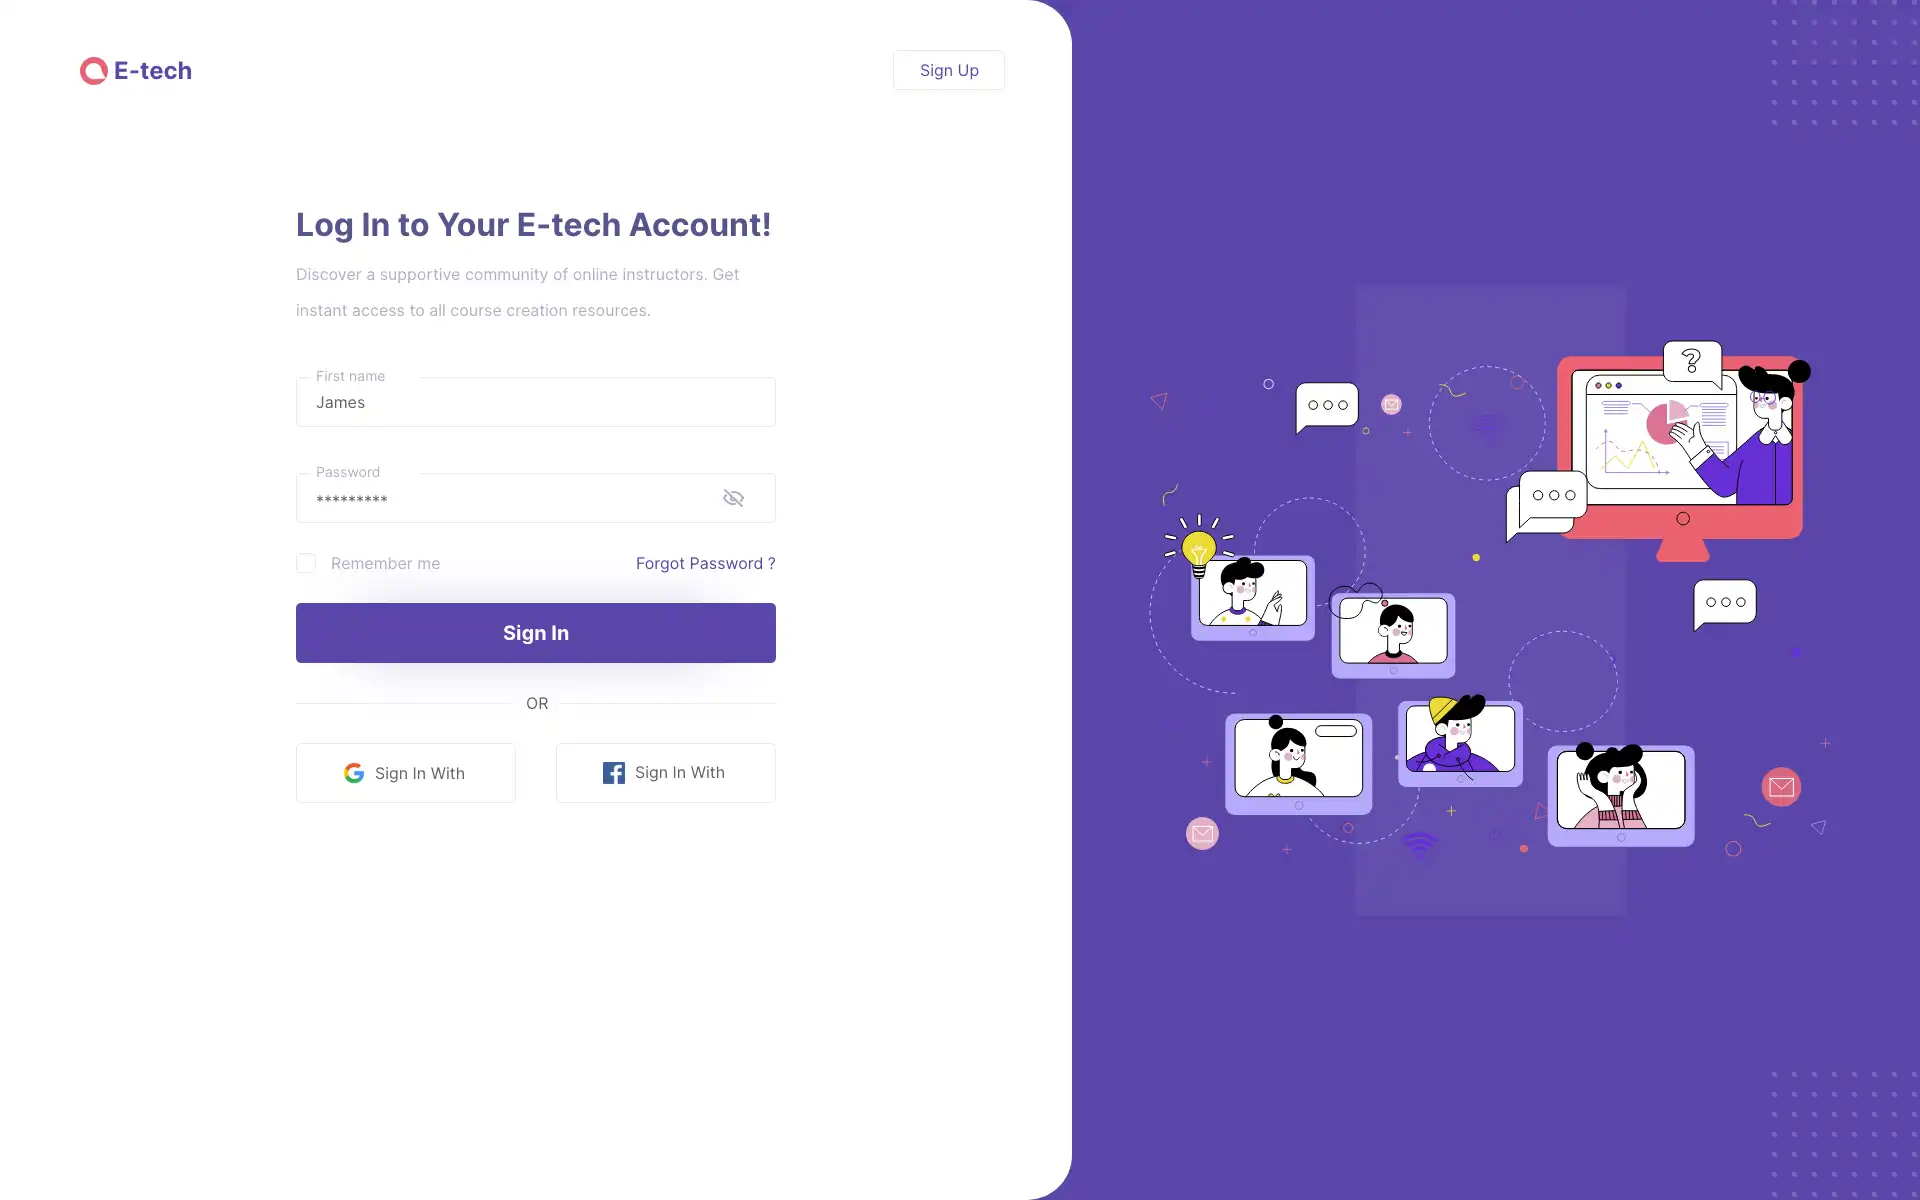 E-tech
Sign Up
Log In to Your E-tech Account!
Discover a supportive community of online instructors. Get
instant access to all course creation resources.
First name
James
Password
*********
Remember me
Forgot Password ?
Sign In
OR
Sign In With
Sign In With
?